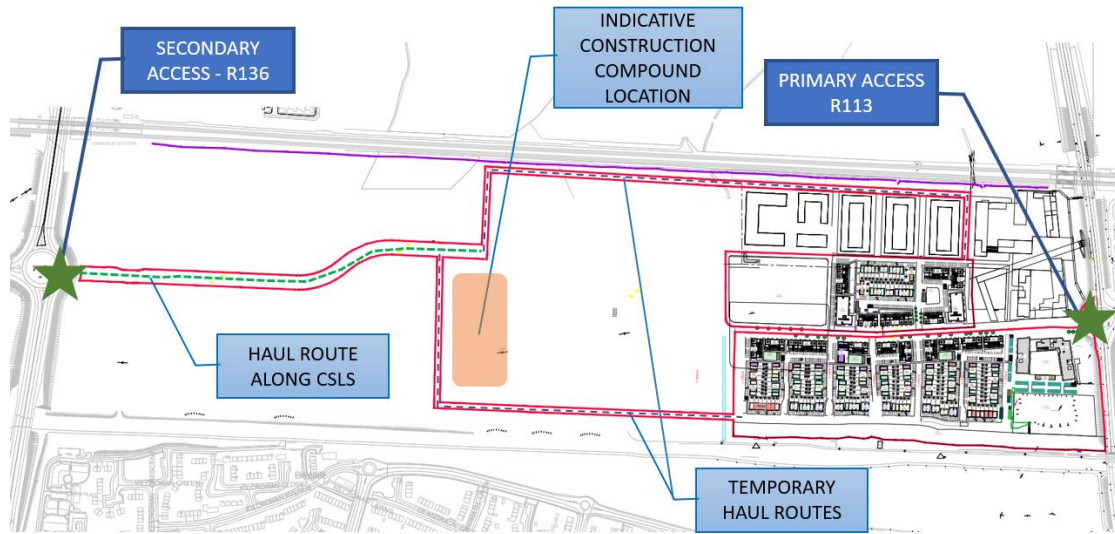 SECONDARY
ACCESS - R136
INDICATIVE
CONSTRUCTION
COMPOUND
LOCATION
PRIMARY ACCESS
R113
HAUL ROUTE
ALONG CSLS
TEMPORARY
HAUL ROUTES